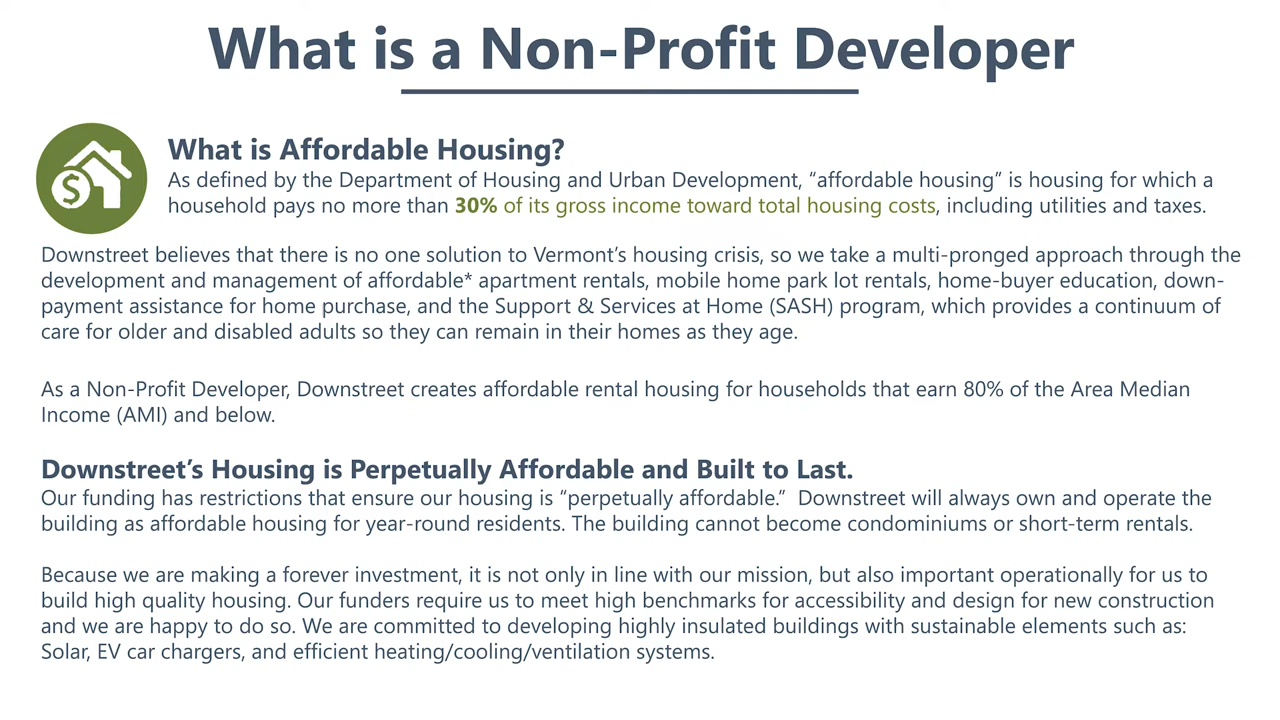 What is a Non-Profit Developer
$
What is Affordable Housing?
As defined by the Department of Housing and Urban Development, “affordable housing” is housing for which a
household pays no more than 30% of its gross income toward total housing costs, including utilities and taxes.
Downstreet believes that there is no one solution to Vermont’s housing crisis, so we take a multi-pronged approach through the
development and management of affordable* apartment rentals, mobile home park lot rentals, home-buyer education, down-
payment assistance for home purchase, and the Support & Services at Home (SASH) program, which provides a continuum of
care for older and disabled adults so they can remain in their homes as they age.
As a Non-Profit Developer, Downstreet creates affordable rental housing for households that earn 80% of the Area Median
Income (AMI) and below.
Downstreet’s Housing is Perpetually Affordable and Built to Last.
Our funding has restrictions that ensure our housing is “perpetually affordable.”  Downstreet will always own and operate the
building as affordable housing for year-round residents. The building cannot become condominiums or short-term rentals.
Because we are making a forever investment, it is not only in line with our mission, but also important operationally for us to
build high quality housing. Our funders require us to meet high benchmarks for accessibility and design for new construction
and we are happy to do so. We are committed to developing highly insulated buildings with sustainable elements such as:
Solar, EV car chargers, and efficient heating/cooling/ventilation systems.